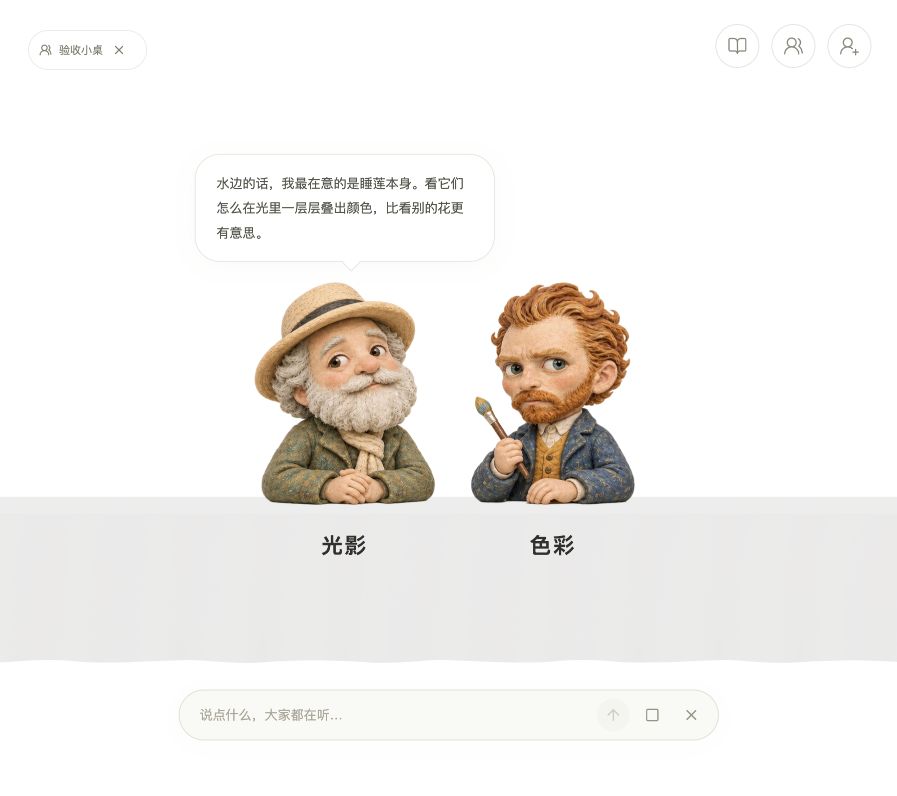 验收小桌
水边的话，我最在意的是睡莲本身。看它们
怎么在光里一层层叠出颜色，比看别的花更
有意思。
光影
色彩
说点什么，大家都在听…